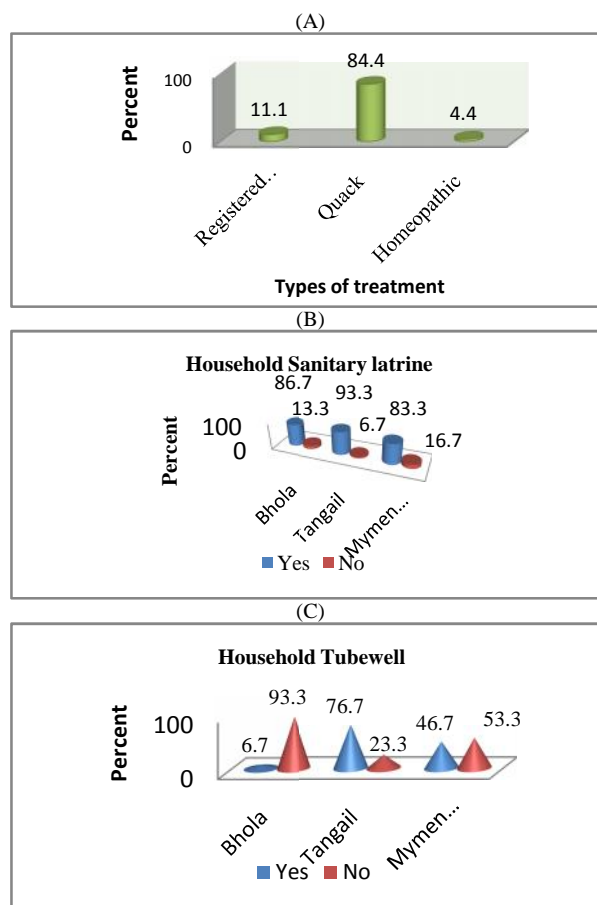 (A)
Percent
100
0
11.1
84.4
4.4
Registered..
Quack
Homeopathic
Types of treatment
(B)
Household Sanitary latrine
Percent
100
0
86.7
13.3
93.3
6.7
83.3
16.7
Bhola
Tangail
Mymen...
Yes No
(C)
Household Tubewell
Percent
100
0
6.7
93.3
76.7
23.3
46.7
53.3
Bhola
Tangail
Mymen...
Yes No